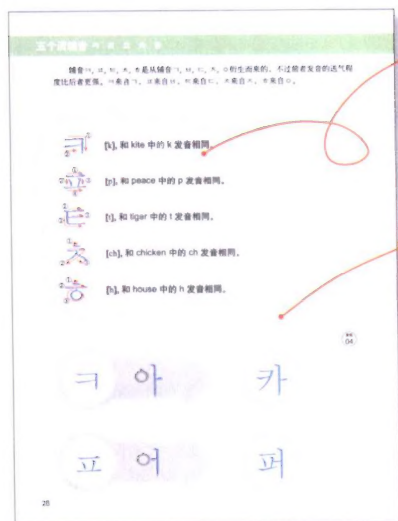 五个送气音 ㅋ ㅍ ㅌ ㅊ ㅎ
辅音ㅋ, ㅍ, ㅌ, ㅊ, ㅎ是从辅音ㄱ, ㅂ, ㄷ, ㅈ, ㅇ衍生而来的。不过前者发音的送气程
度比后者更强。ㅋ来自ㄱ, ㅍ来自ㅂ, ㅌ来自ㄷ, ㅊ来自ㅈ, ㅎ来自ㅇ。
ㅋ [k], 和 kite 中的 k 发音相同。
ㅍ [p], 和 peace 中的 p 发音相同。
ㅌ [t], 和 tiger 中的 t 发音相同。
ㅊ [ch], 和 chicken 中的 ch 发音相同。
ㅎ [h], 和 house 中的 h 发音相同。
04
ㅋ 아 카
ㅍ 어 퍼
28